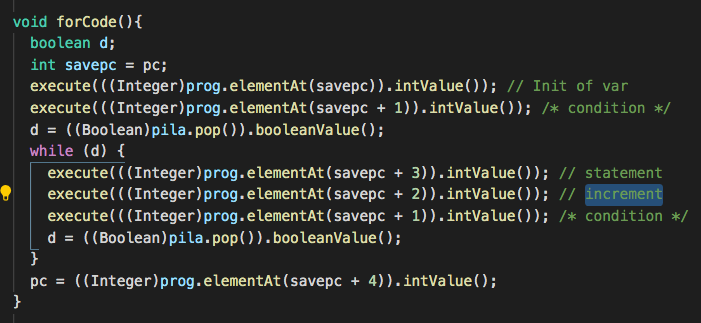 void forCode(){
boolean d;
int savepc = pc;
execute(((Integer)prog.elementAt(savepc)).intValue()); // Init of var
execute(((Integer)prog.elementAt(savepc + 1)).intValue()); /* condition */
d = ((Boolean)pila.pop()).booleanValue();
while (d) {
execute(((Integer)prog.elementAt(savepc + 3)).intValue()); // statement
execute(((Integer)prog.elementAt(savepc + 2)).intValue()); // increment
execute(((Integer)prog.elementAt(savepc + 1)).intValue()); /* condition */
d = ((Boolean)pila.pop()).booleanValue();
}
pc = ((Integer)prog.elementAt(savepc + 4)).intValue();
}